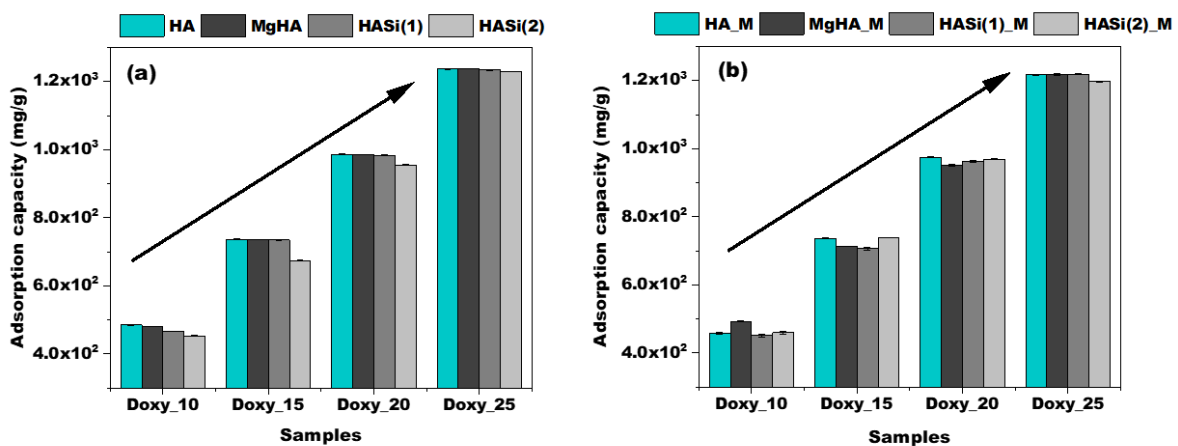 HA MgHA HASi(1) HASi(2)
(a)
Adsorption capacity (mg/g)
1.2x10³
1.0x10³
8.0x10²
6.0x10²
4.0x10²
Doxy_10 Doxy_15 Doxy_20 Doxy_25
Samples
HA_M MgHA_M HASi(1)_M HASi(2)_M
(b)
Adsorption capacity (mg/g)
1.2x10³
1.0x10³
8.0x10²
6.0x10²
4.0x10²
Doxy_10 Doxy_15 Doxy_20 Doxy_25
Samples